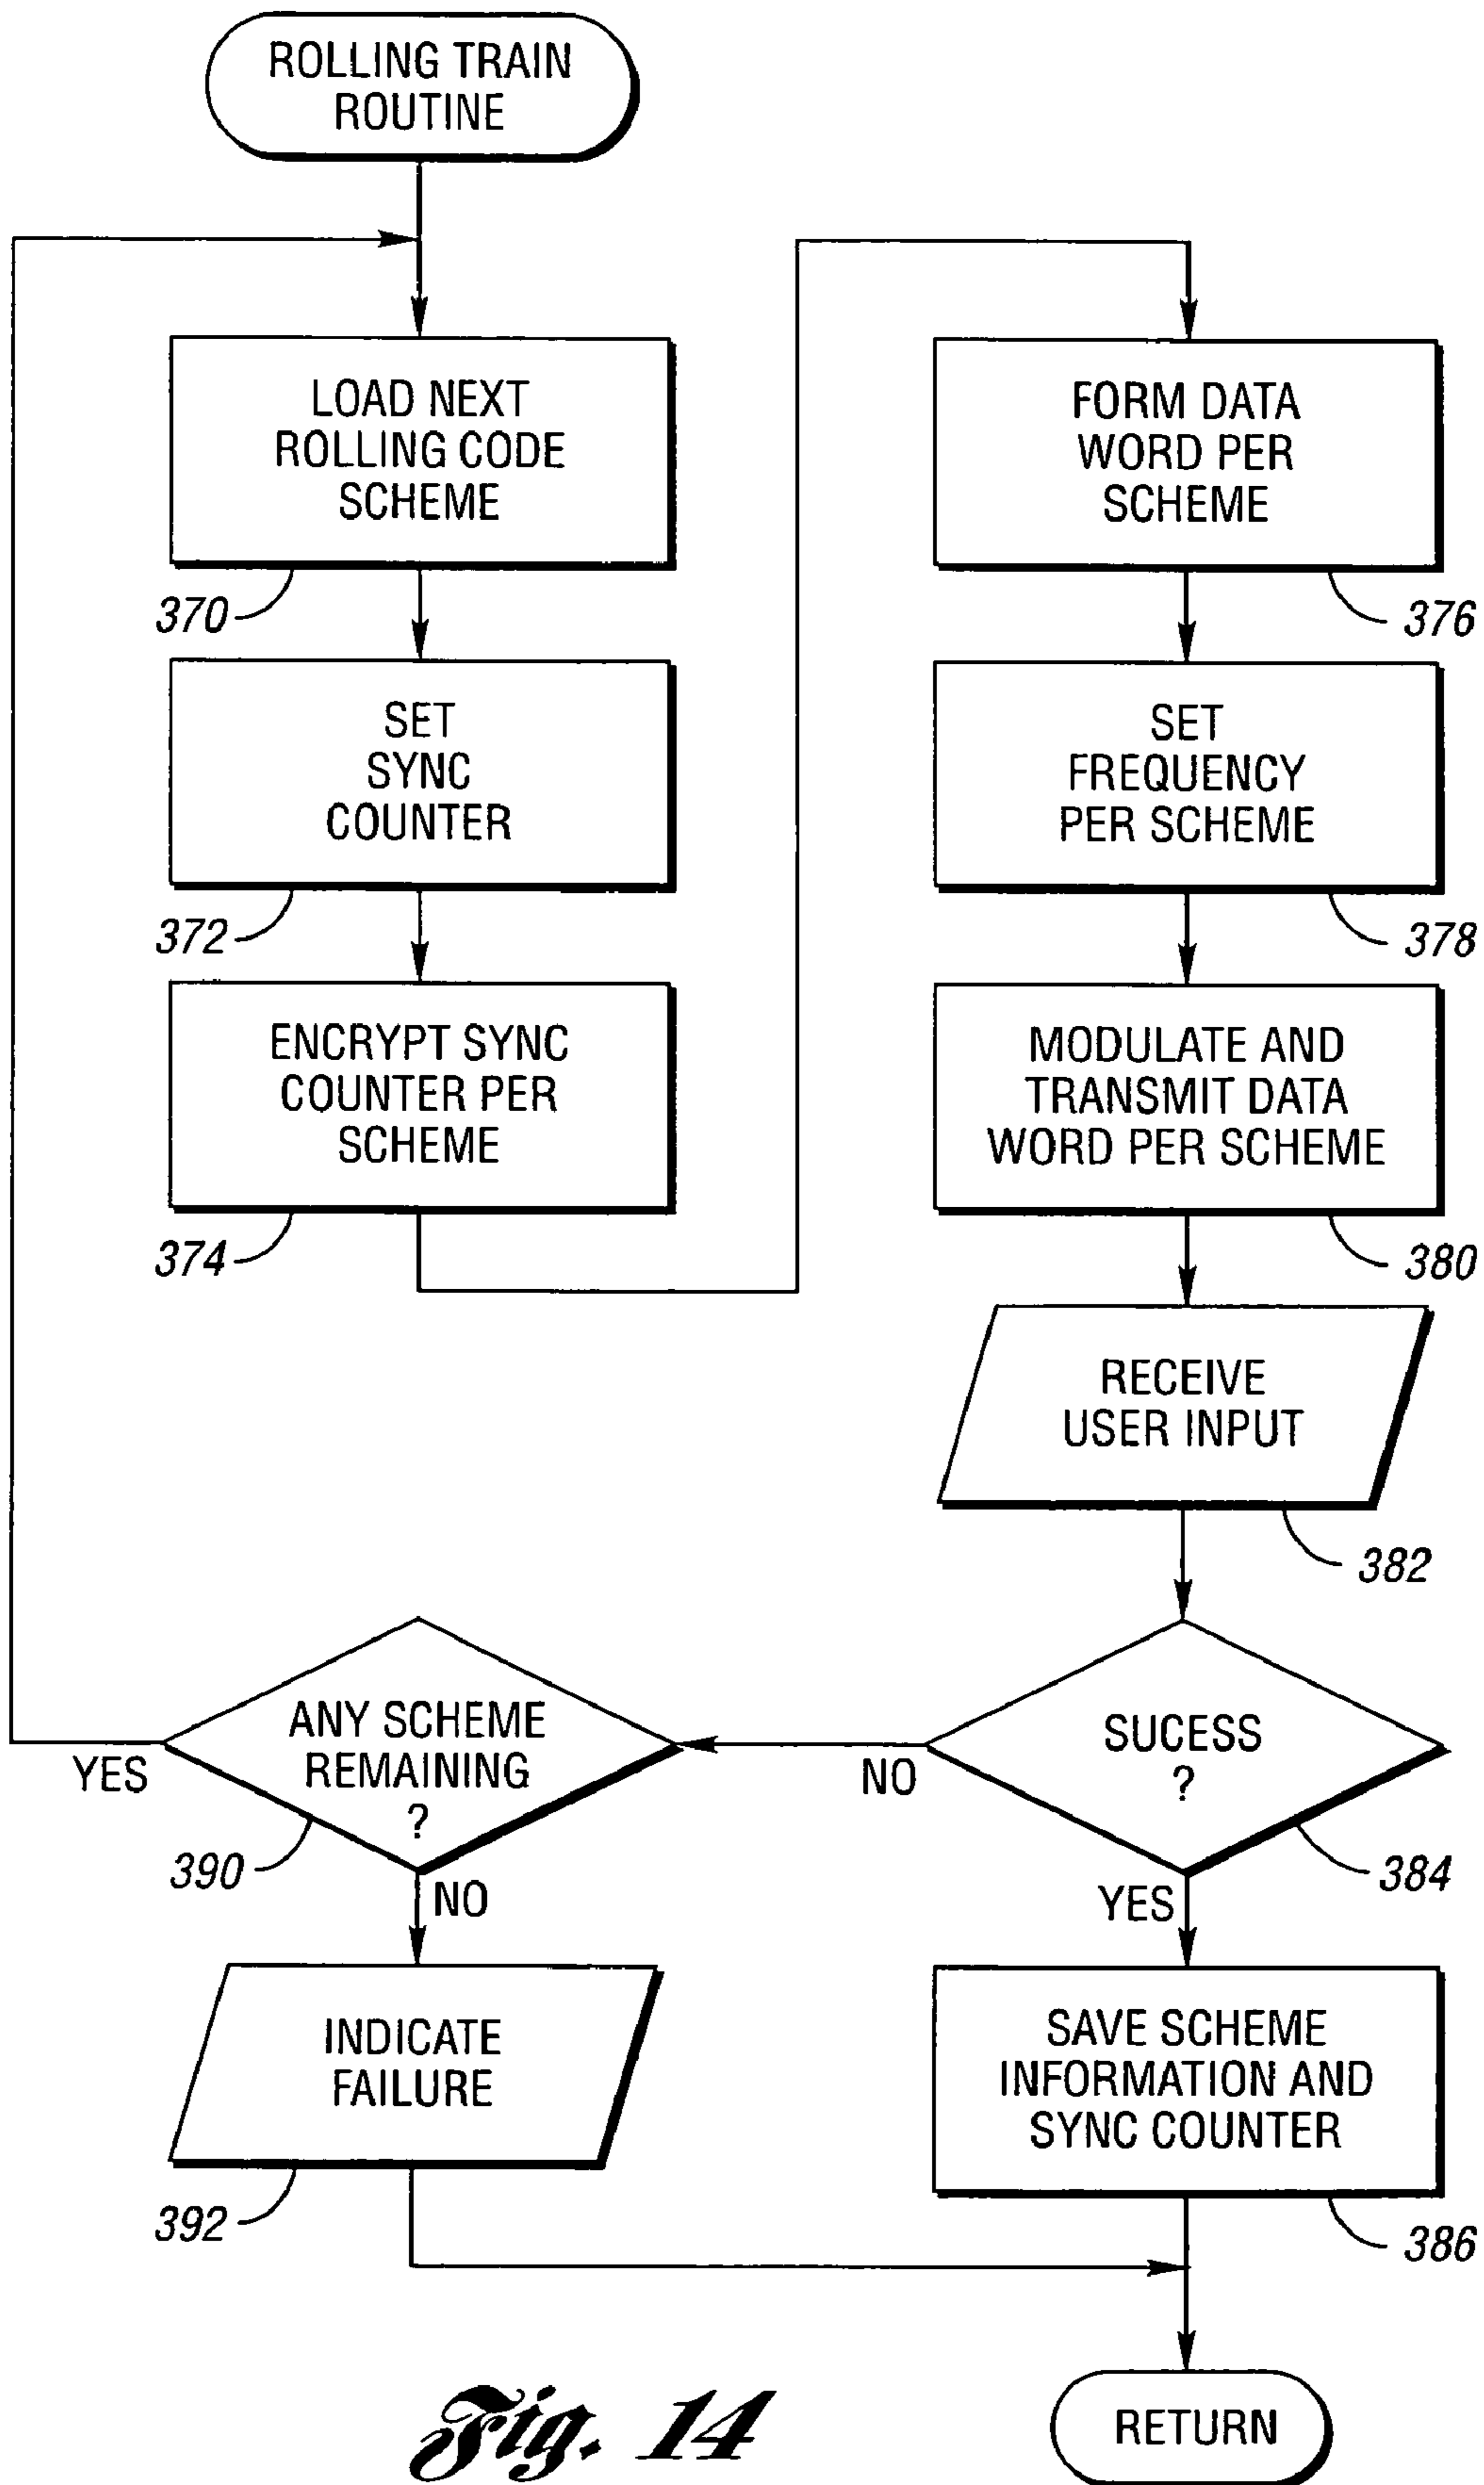 ROLLING TRAIN
ROUTINE
LOAD NEXT
ROLLING CODE
SCHEME
370
SET
SYNC
COUNTER
372
ENCRYPT SYNC
COUNTER PER
SCHEME
374
FORM DATA
WORD PER
SCHEME
376
SET
FREQUENCY
PER SCHEME
378
MODULATE AND
TRANSMIT DATA
WORD PER SCHEME
380
RECEIVE
USER INPUT
382
SUCESS
?
384
NO
YES
ANY SCHEME
REMAINING
?
390
YES
NO
INDICATE
FAILURE
392
SAVE SCHEME
INFORMATION AND
SYNC COUNTER
386
RETURN
Fig. 14